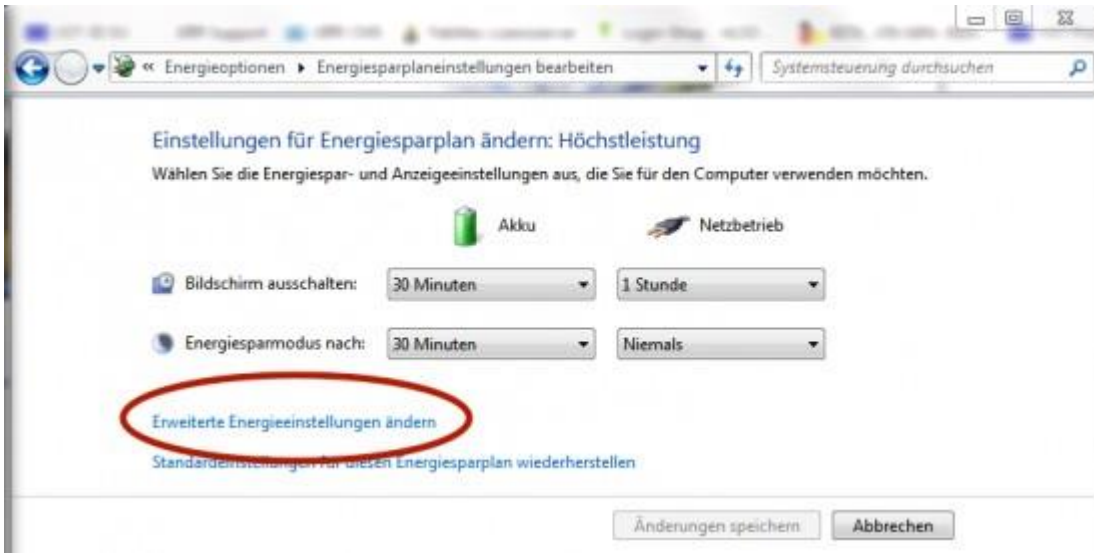 « Energieoptionen ▸ Energiesparplaneinstellungen bearbeiten
Systemsteuerung durchsuchen
Einstellungen für Energiesparplan ändern: Höchstleistung
Wählen Sie die Energiespar- und Anzeigeeinstellungen aus, die Sie für den Computer verwenden möchten.
Akku Netzbetrieb
Bildschirm ausschalten: 30 Minuten 1 Stunde
Energiesparmodus nach: 30 Minuten Niemals
Erweiterte Energieeinstellungen ändern
Standardeinstellungen für diesen Energiesparplan wiederherstellen
Änderungen speichern Abbrechen